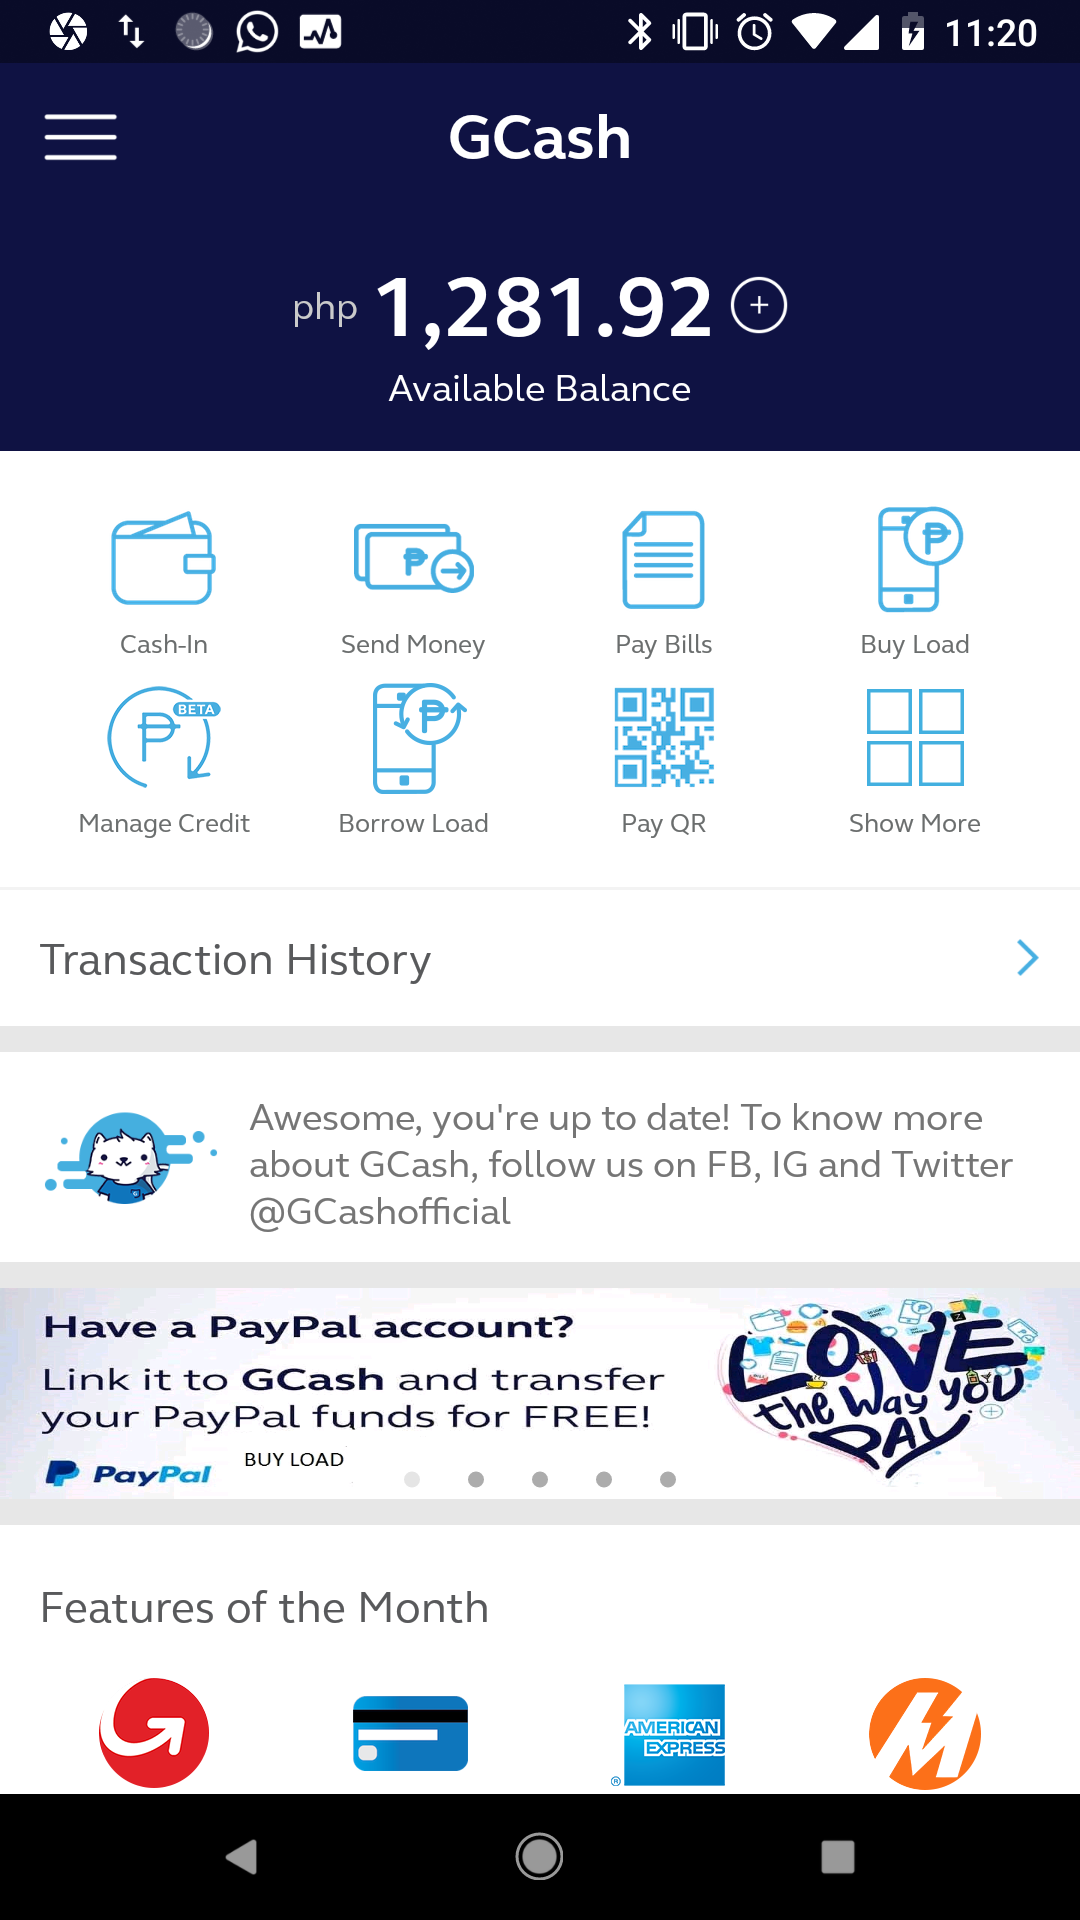 11:20
GCash
php 1,281.92
Available Balance
Cash-In Send Money Pay Bills Buy Load
BETA
Manage Credit Borrow Load Pay QR Show More
Transaction History
Awesome, you're up to date! To know more
about GCash, follow us on FB, IG and Twitter
@GCashofficial
Have a PayPal account?
Link it to GCash and transfer
your PayPal funds for FREE!
PayPal BUY LOAD
LOVE
the way you
PAY
Features of the Month
AMERICAN
EXPRESS
®